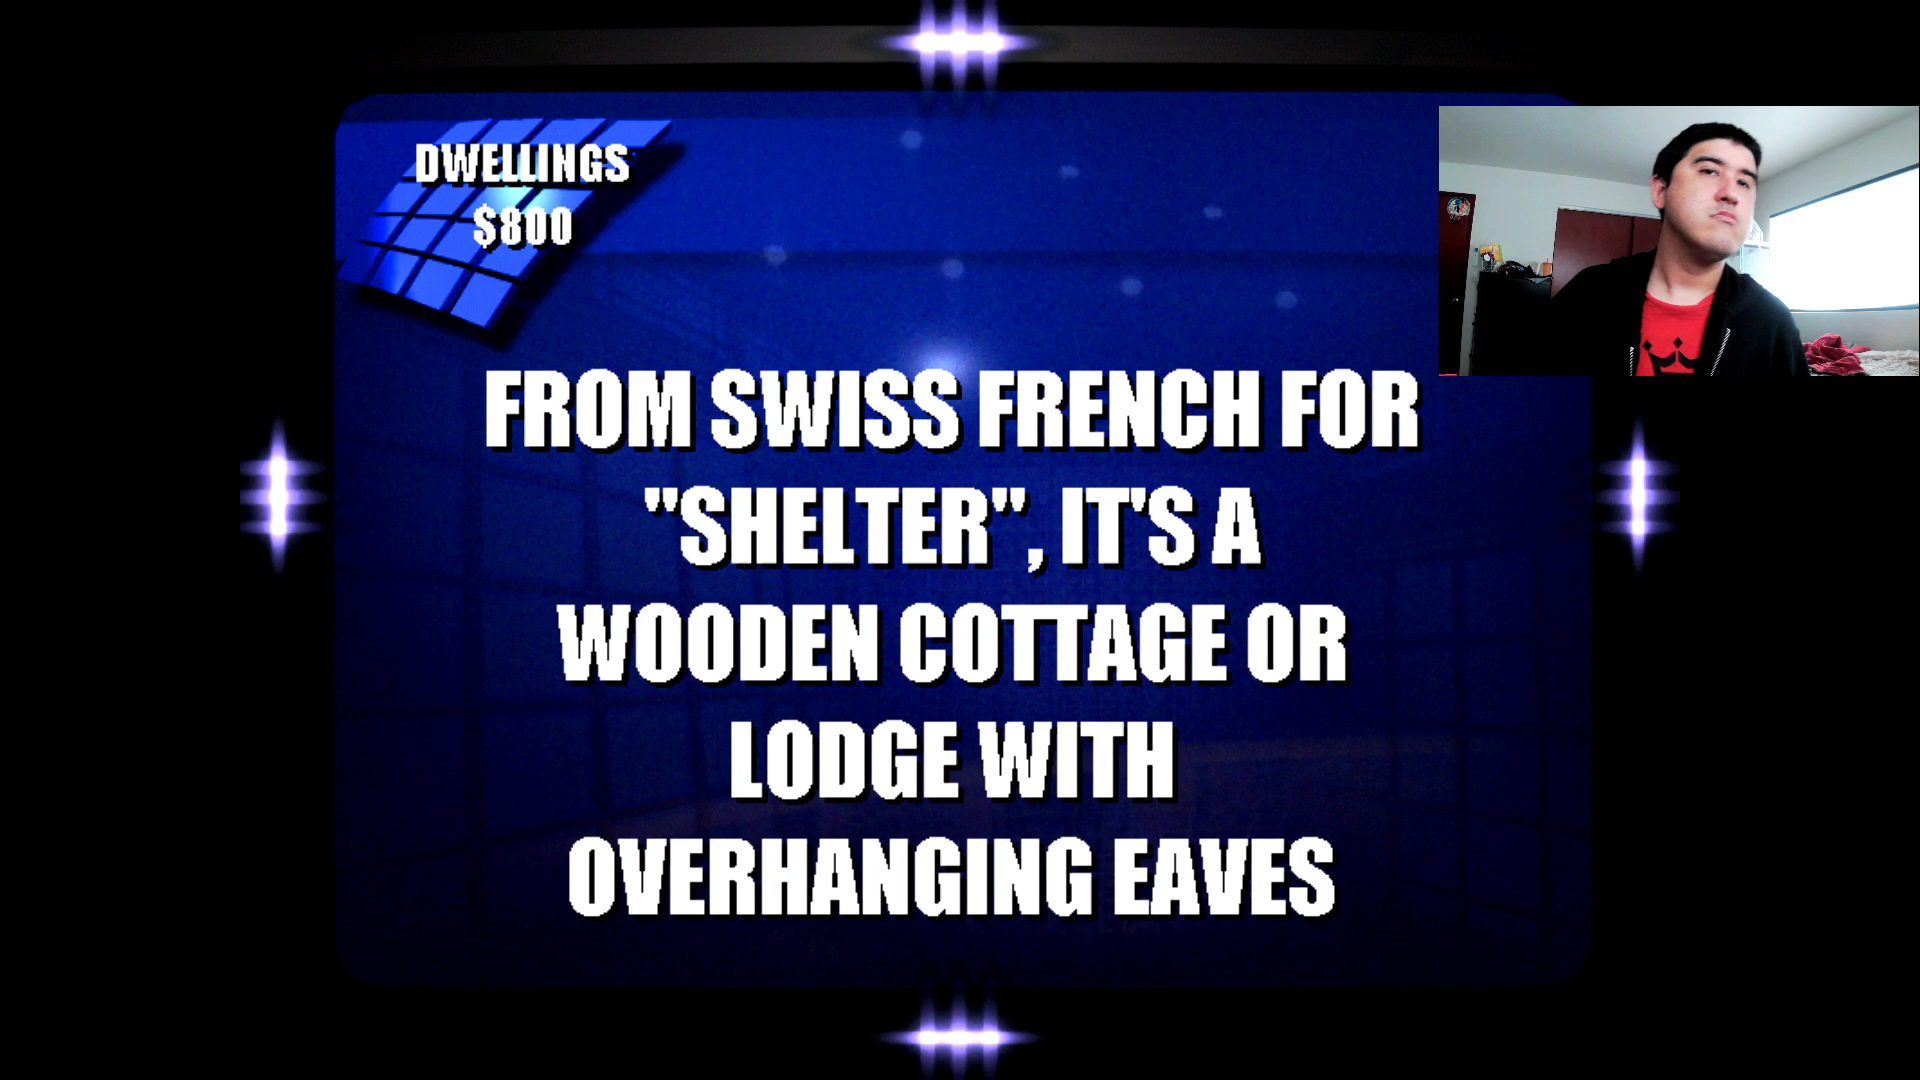 DWELLINGS
$800
FROM SWISS FRENCH FOR
"SHELTER", IT'S A
WOODEN COTTAGE OR
LODGE WITH
OVERHANGING EAVES